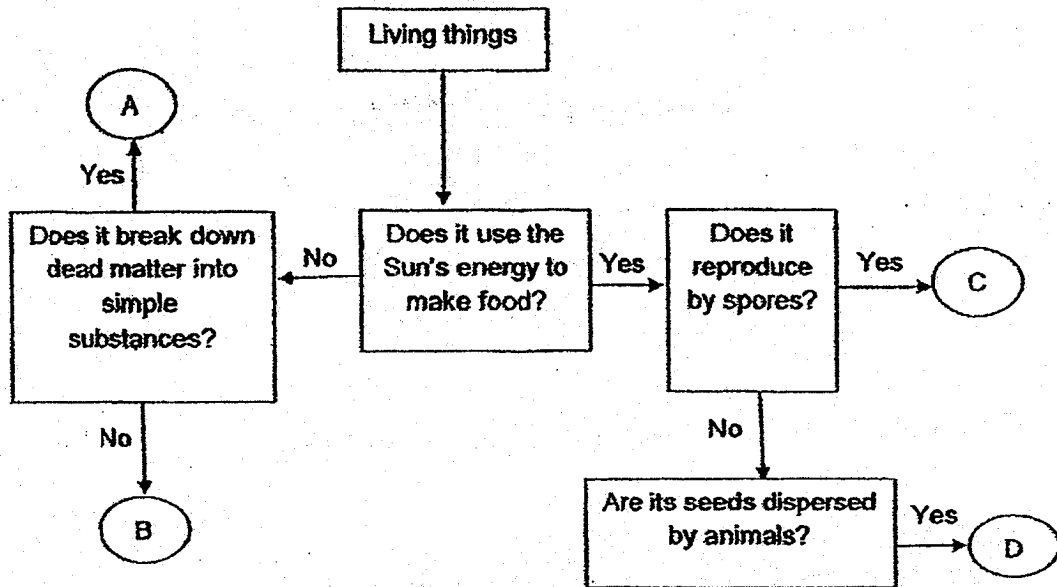 Living things
A
Yes
Does it break down
dead matter into
simple
substances?
No
Does it use the
Sun's energy to
make food?
Yes
Does it
reproduce
by spores?
Yes
C
No
B
No
Are its seeds dispersed
by animals?
Yes
D